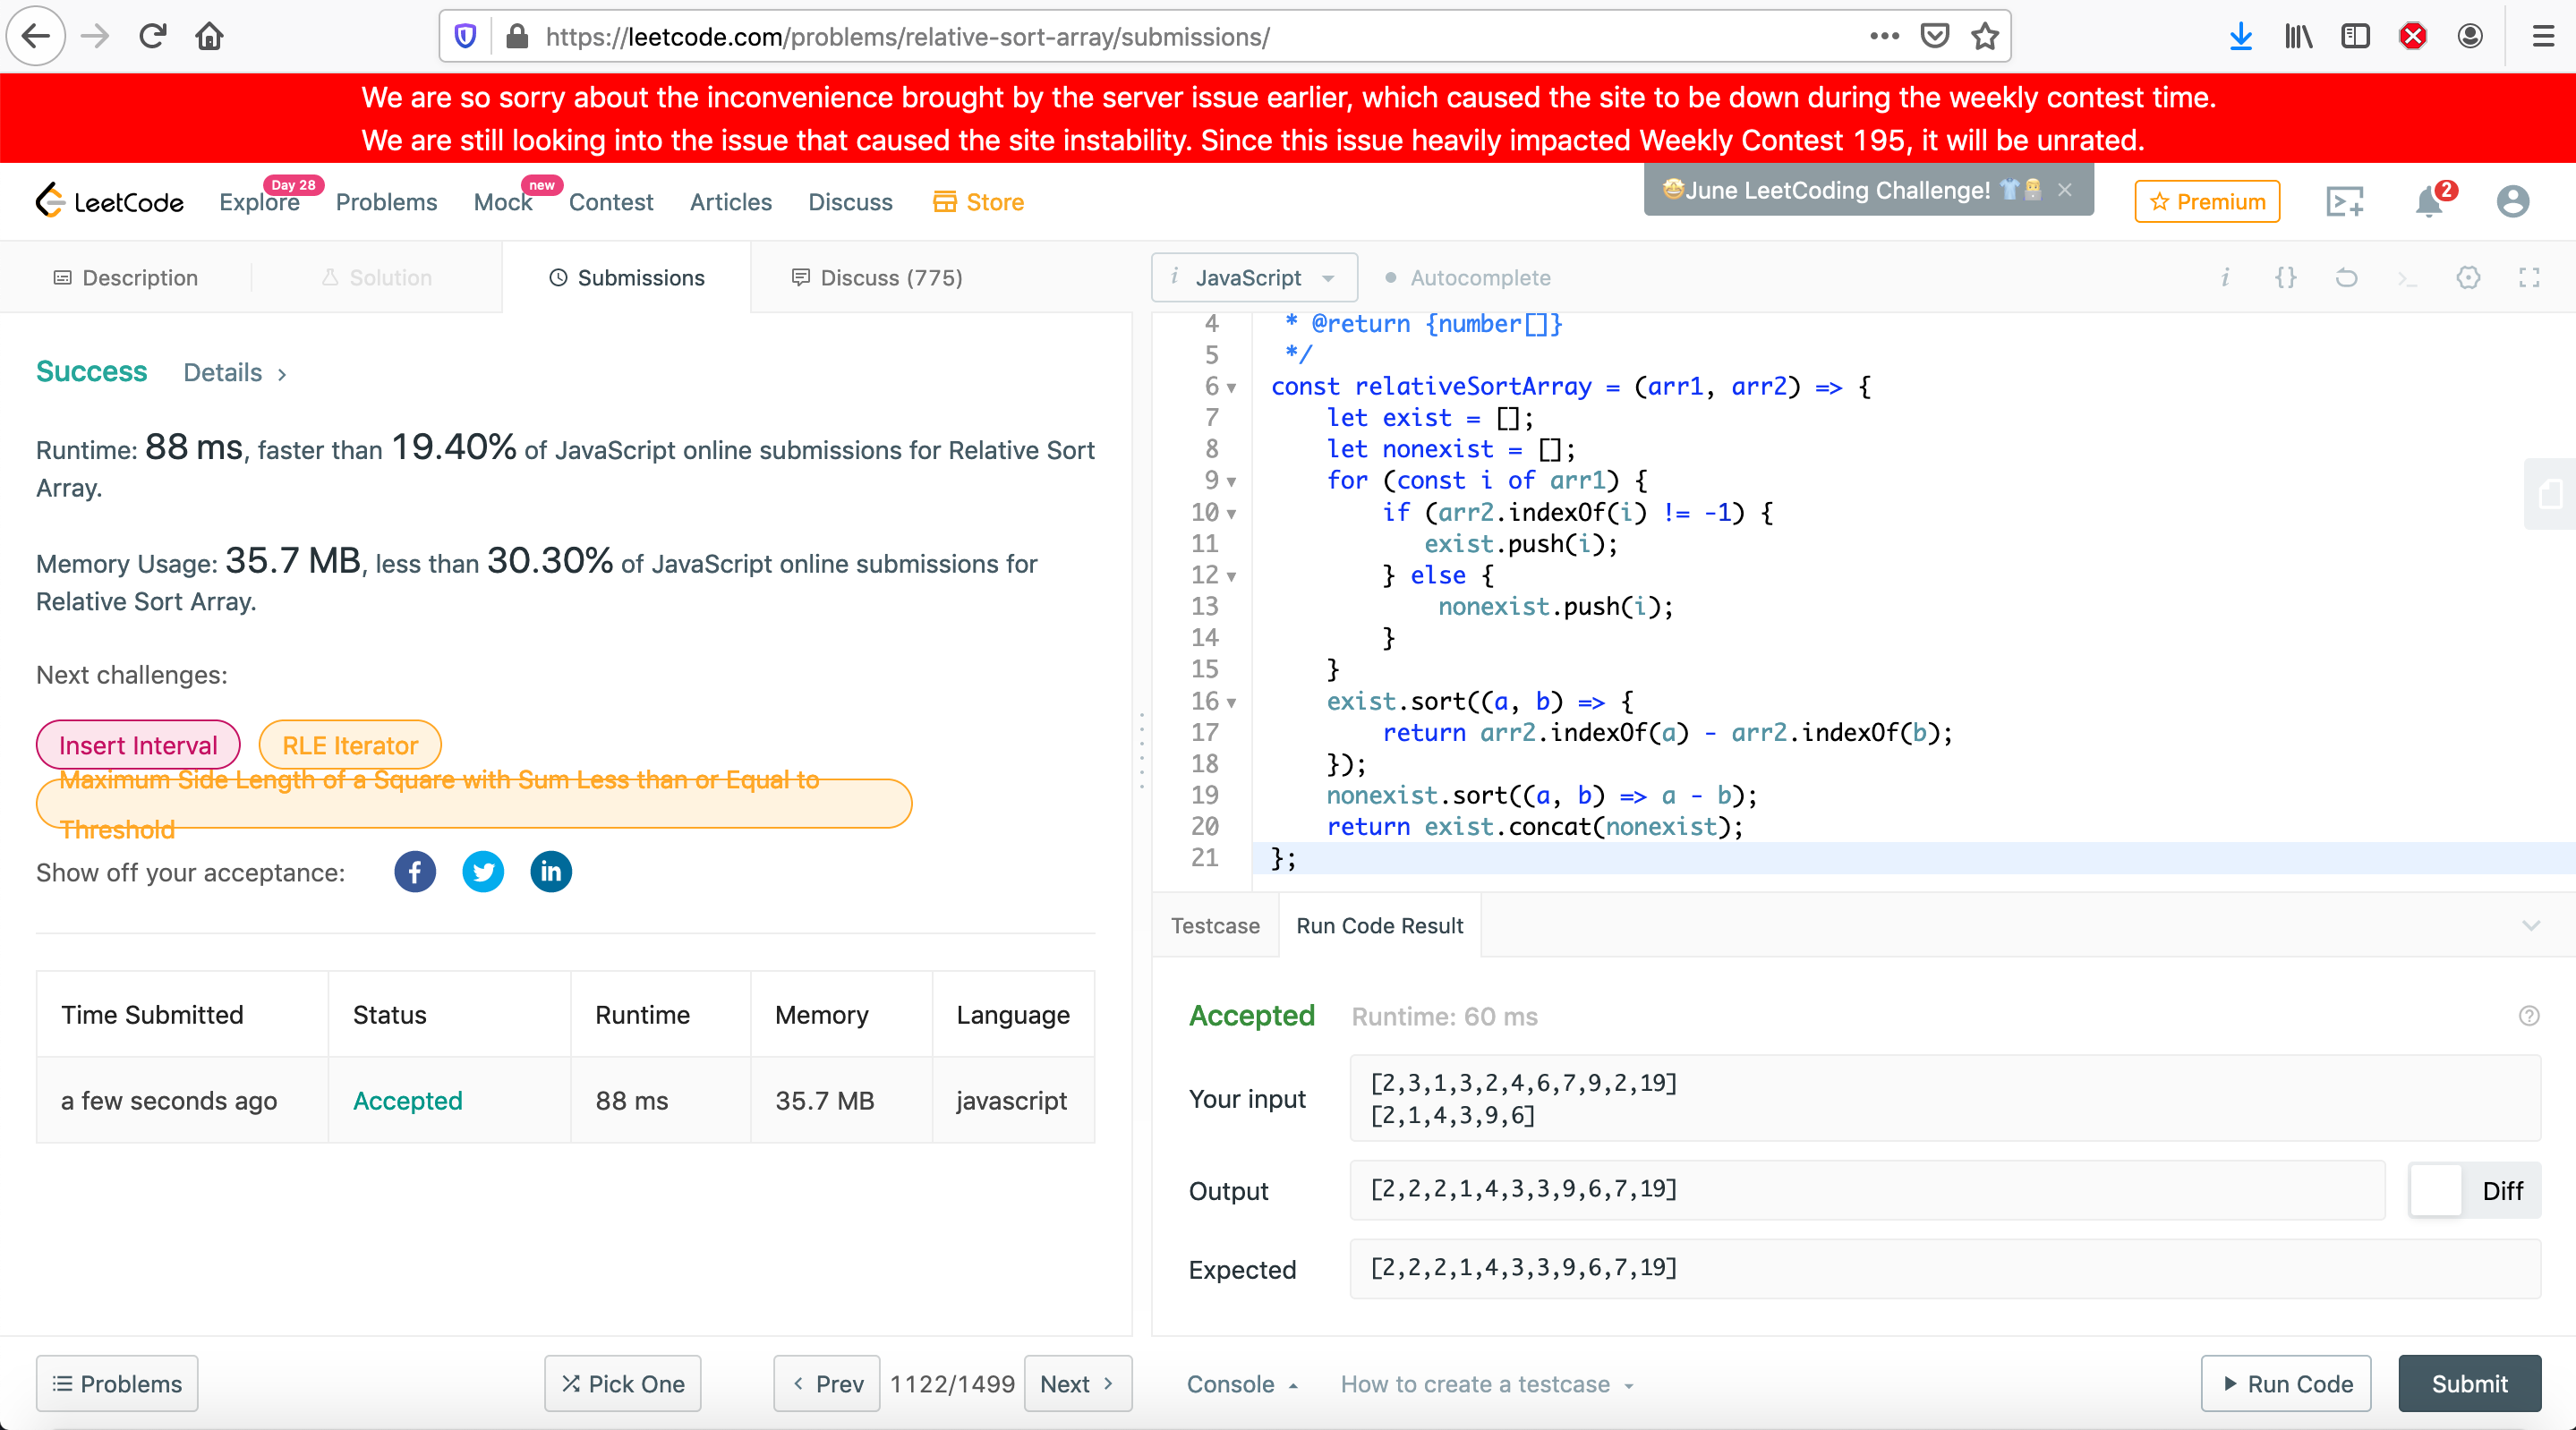 https://leetcode.com/problems/relative-sort-array/submissions/
We are so sorry about the inconvenience brought by the server issue earlier, which caused the site to be down during the weekly contest time.
We are still looking into the issue that caused the site instability. Since this issue heavily impacted Weekly Contest 195, it will be unrated.
LeetCode
Explore Day 28
Problems
Mock new
Contest
Articles
Discuss
Store
🤩June LeetCoding Challenge! 👕
Premium
2
Description
Solution
Submissions
Discuss (775)
Success Details
Runtime: 88 ms, faster than 19.40% of JavaScript online submissions for Relative Sort
Array.
Memory Usage: 35.7 MB, less than 30.30% of JavaScript online submissions for
Relative Sort Array.
Next challenges:
Insert Interval
RLE Iterator
Maximum Side Length of a Square with Sum Less than or Equal to
Threshold
Show off your acceptance:
Time Submitted Status Runtime Memory Language
a few seconds ago Accepted 88 ms 35.7 MB javascript
Problems
Pick One
Prev
1122/1499
Next
i JavaScript
Autocomplete
4 * @return {number[]}
5 */
6 const relativeSortArray = (arr1, arr2) => {
7 let exist = [];
8 let nonexist = [];
9 for (const i of arr1) {
10 if (arr2.indexOf(i) != -1) {
11 exist.push(i);
12 } else {
13 nonexist.push(i);
14 }
15 }
16 exist.sort((a, b) => {
17 return arr2.indexOf(a) - arr2.indexOf(b);
18 });
19 nonexist.sort((a, b) => a - b);
20 return exist.concat(nonexist);
21 };
Testcase
Run Code Result
Accepted Runtime: 60 ms
Your input
[2,3,1,3,2,4,6,7,9,2,19]
[2,1,4,3,9,6]
Output
[2,2,2,1,4,3,3,9,6,7,19]
Diff
Expected
[2,2,2,1,4,3,3,9,6,7,19]
Console
How to create a testcase
Run Code
Submit